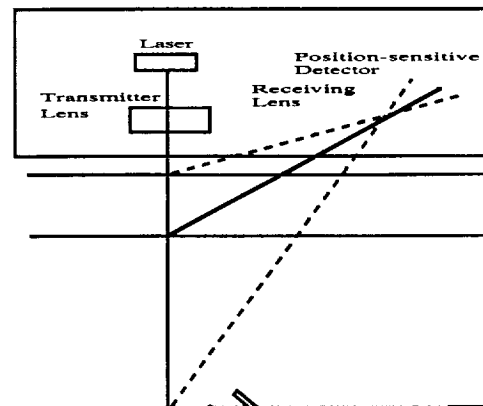 Laser
Position-sensitive
Detector
Transmitter
Lens
Receiving
Lens